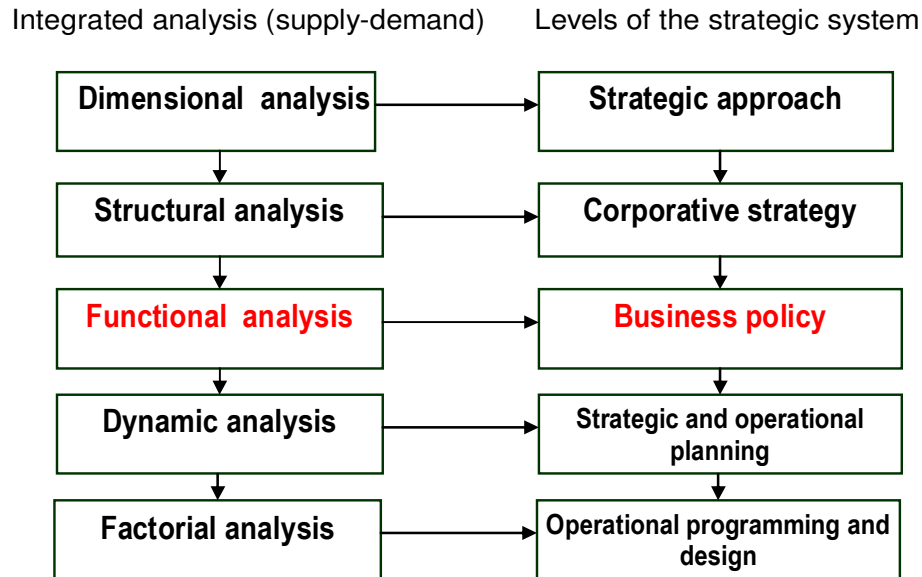 Integrated analysis (supply-demand)
Levels of the strategic system
Dimensional analysis
Strategic approach
Structural analysis
Corporative strategy
Functional analysis
Business policy
Dynamic analysis
Strategic and operational
planning
Factorial analysis
Operational programming and
design